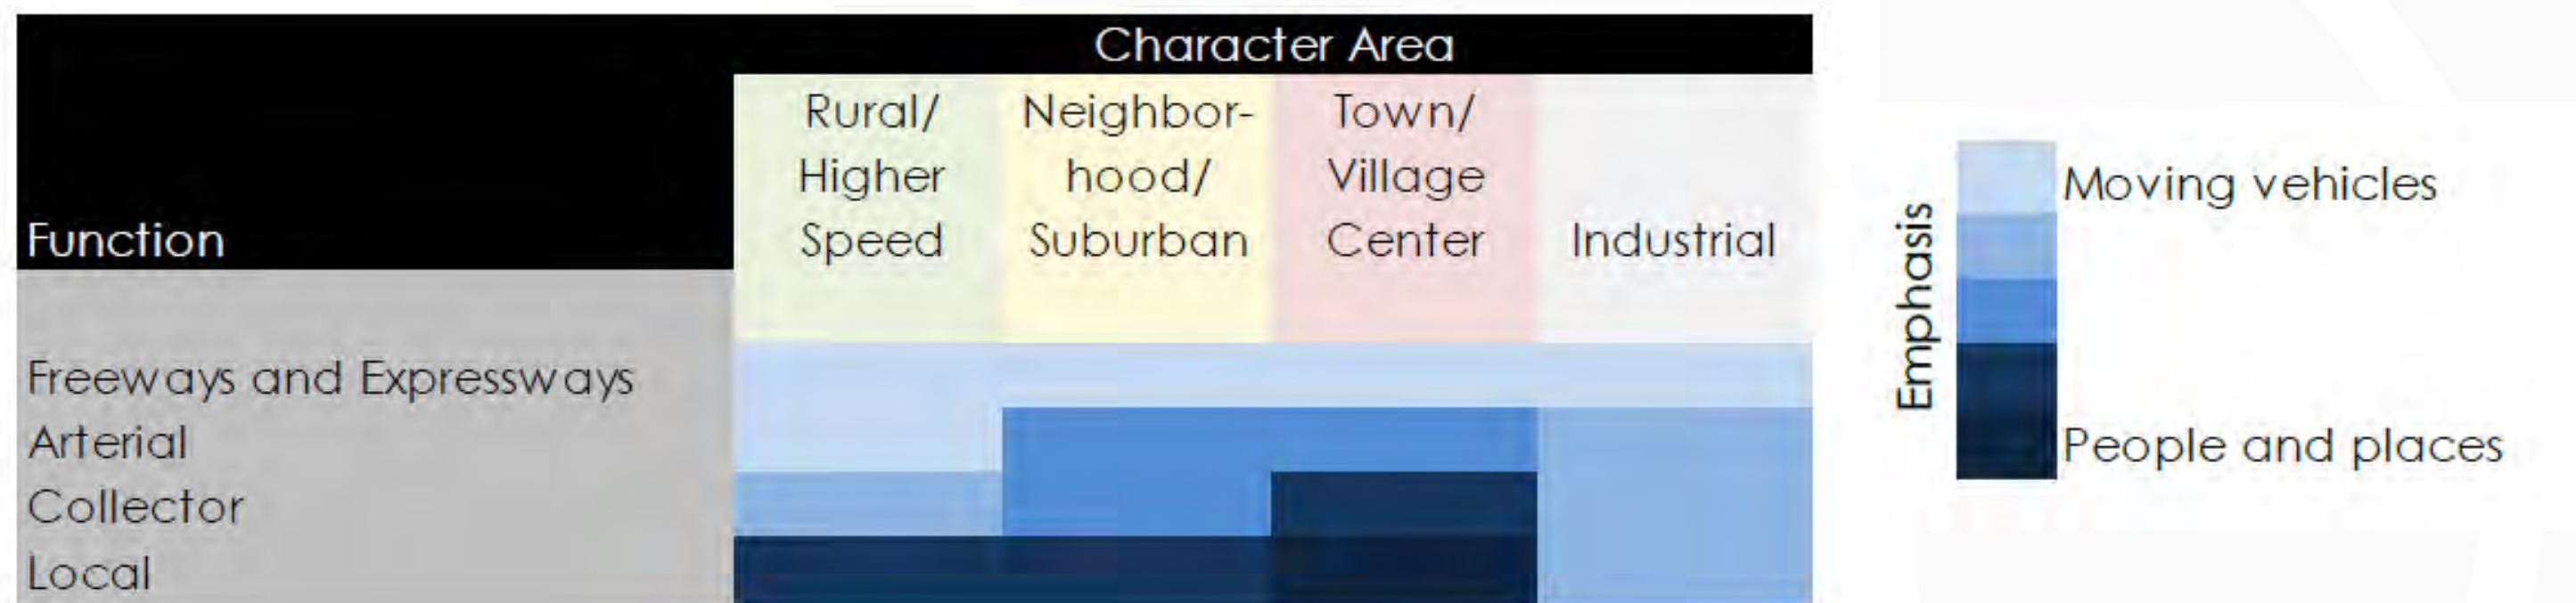 Character Area
Function
Rural/
Higher
Speed
Neighbor-
hood/
Suburban
Town/
Village
Center
Industrial
Freeways and Expressways
Arterial
Collector
Local
Emphasis
Moving vehicles
People and places